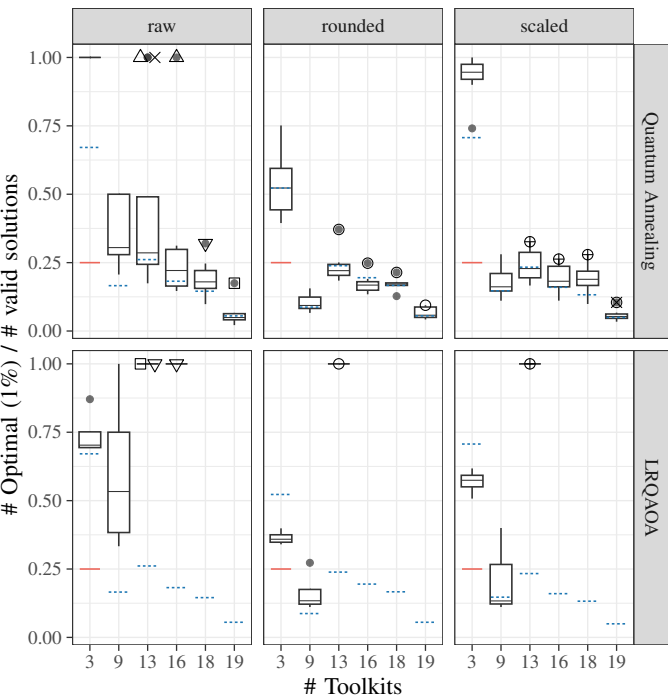 raw rounded scaled
1.00
0.75
0.50
0.25
0.00
Quantum Annealing
1.00
0.75
0.50
0.25
0.00
LRQAOA
# Optimal (1%) / # valid solutions
3 9 13 16 18 19 3 9 13 16 18 19 3 9 13 16 18 19
# Toolkits